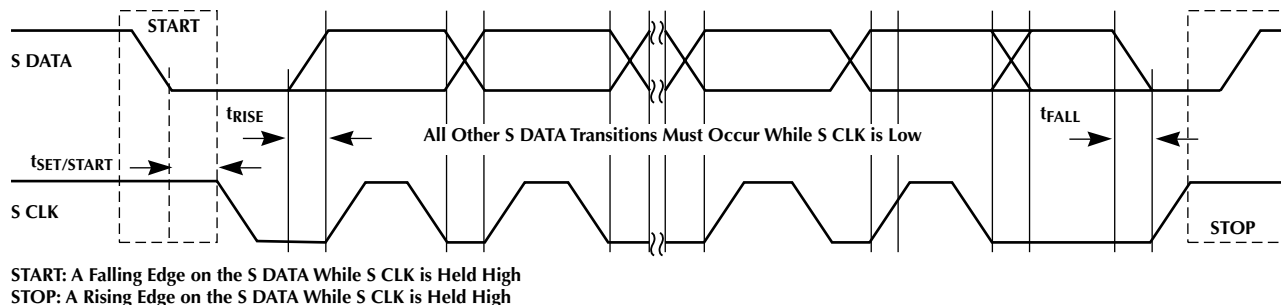 START
S DATA
tRISE
All Other S DATA Transitions Must Occur While S CLK is Low
tFALL
tSET/START
S CLK
STOP
START: A Falling Edge on the S DATA While S CLK is Held High
STOP: A Rising Edge on the S DATA While S CLK is Held High